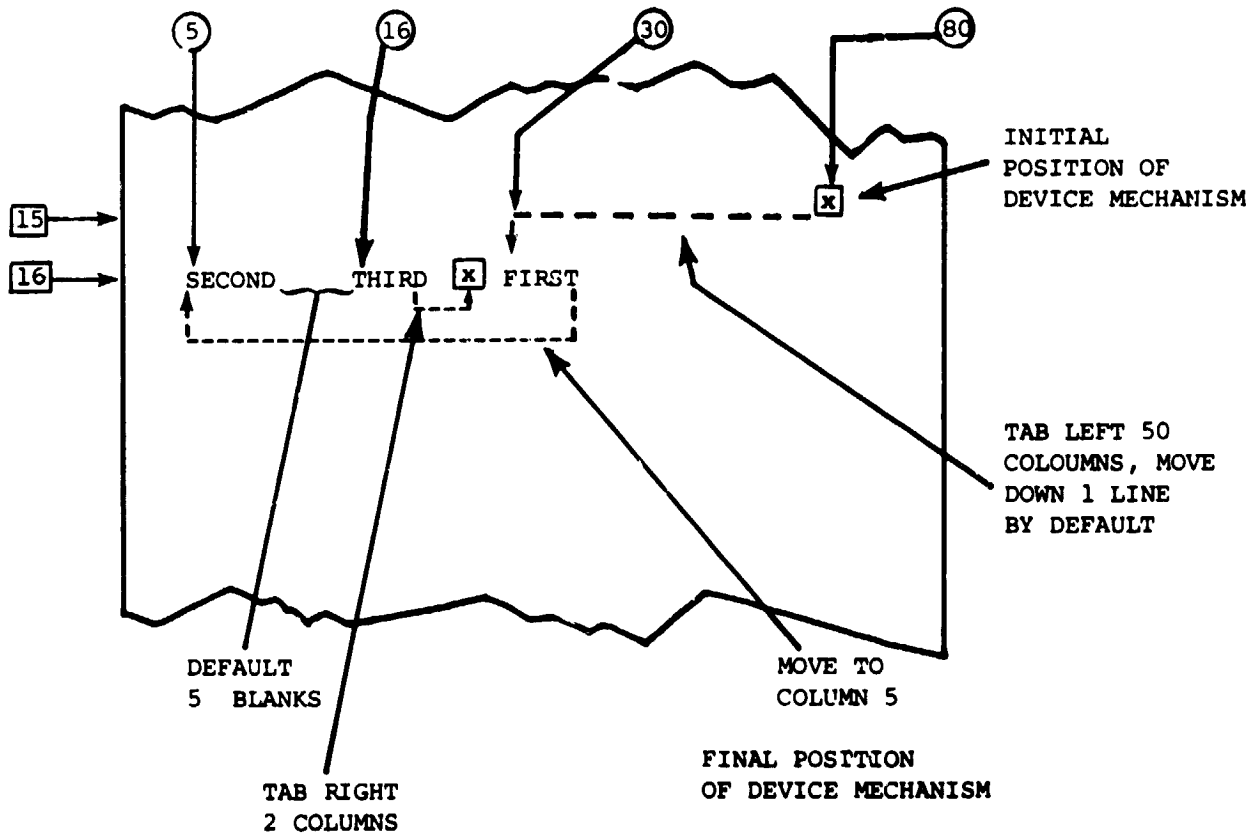 5 16 30 80
INITIAL
POSITION OF
DEVICE MECHANISM
x
15
16
SECOND THIRD x FIRST
TAB LEFT 50
COLOUMNS, MOVE
DOWN 1 LINE
BY DEFAULT
DEFAULT
5 BLANKS
MOVE TO
COLUMN 5
TAB RIGHT
2 COLUMNS
FINAL POSITION
OF DEVICE MECHANISM